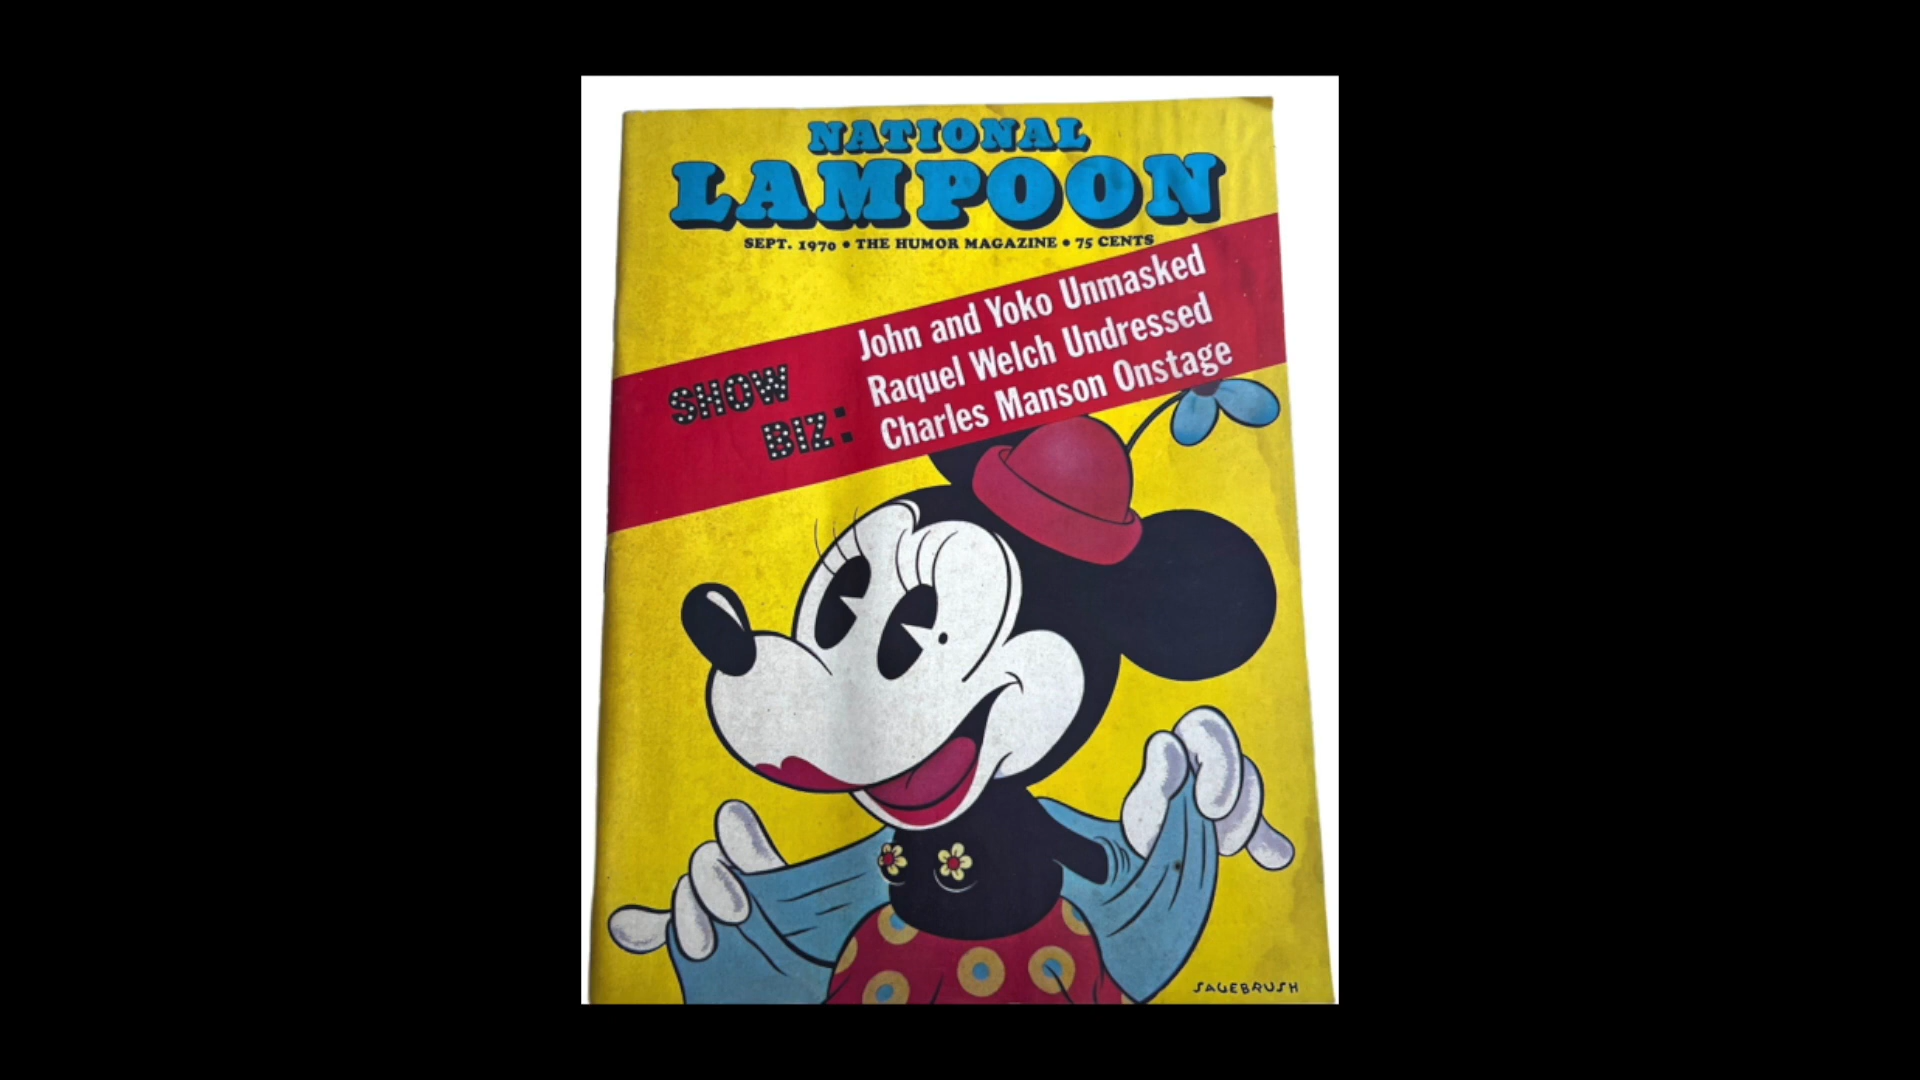 NATIONAL
LAMPOON
SEPT. 1970 • THE HUMOR MAGAZINE • 75 CENTS
SHOW
BIZ:
John and Yoko Unmasked
Raquel Welch Undressed
Charles Manson Onstage
SAGEBRUSH